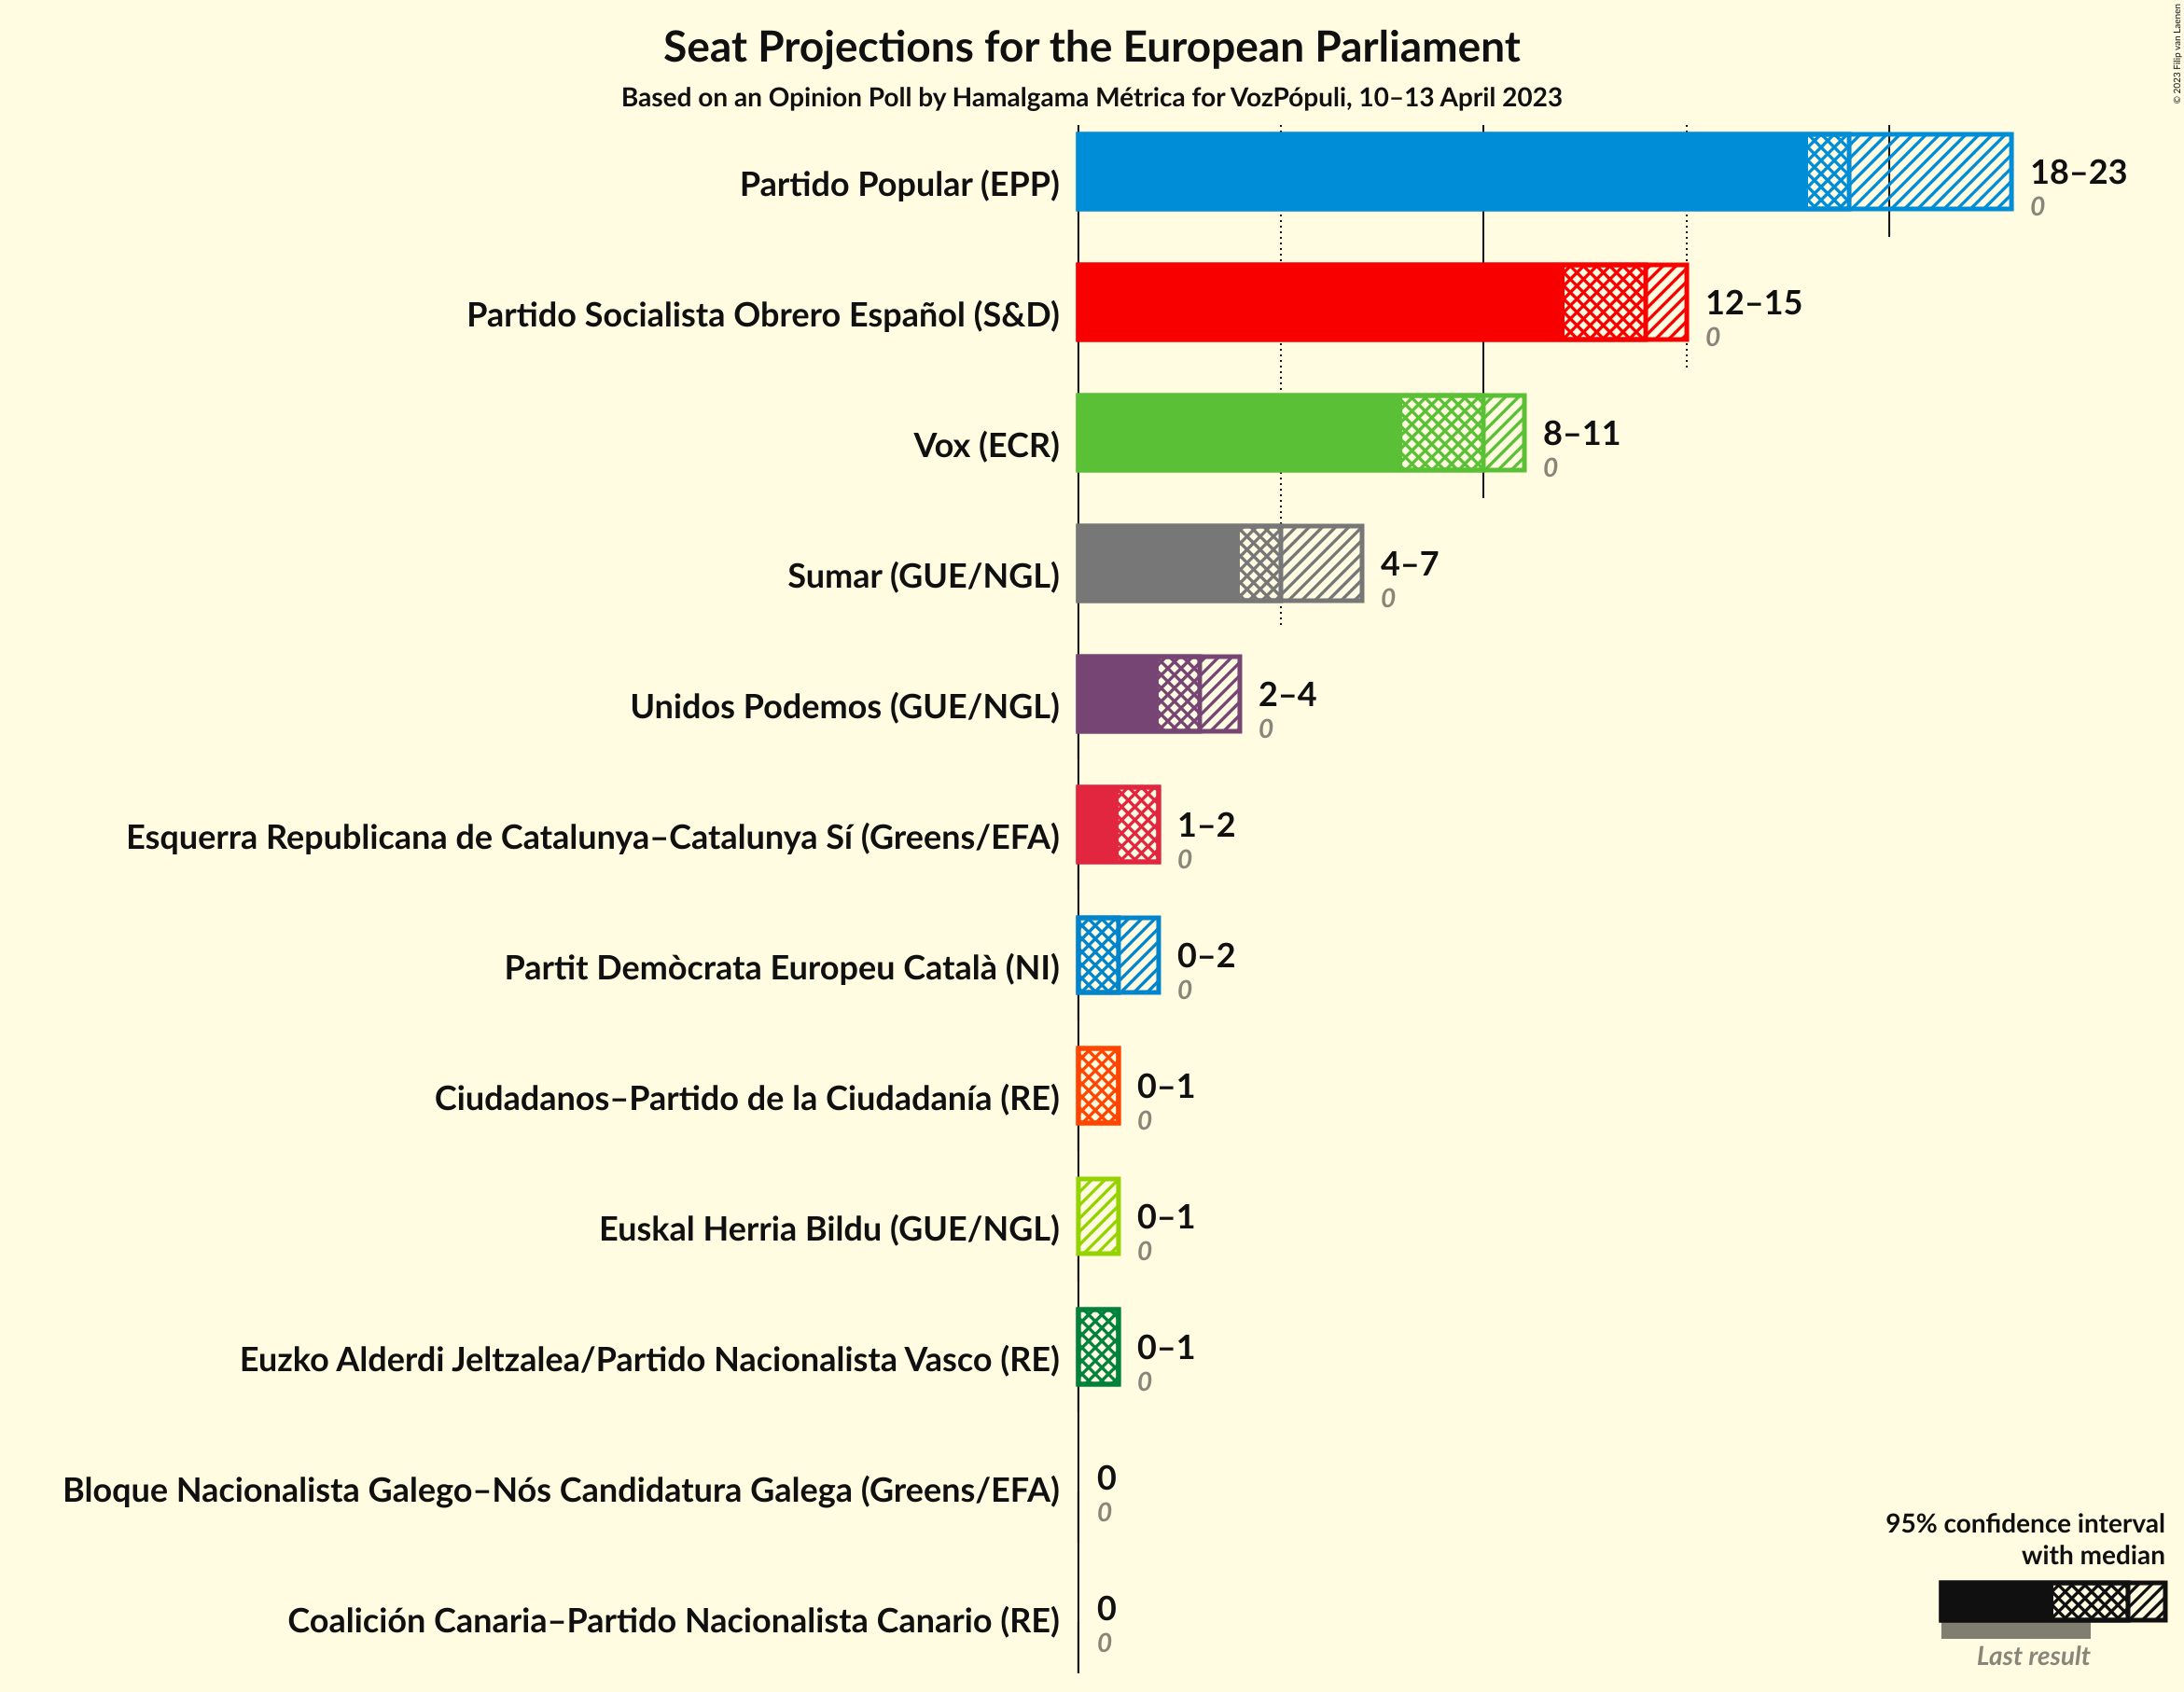 Seat Projections for the European Parliament
Based on an Opinion Poll by Hamalgama Métrica for VozPópuli, 10–13 April 2023
© 2023 Filip van Laenen
Partido Popular (EPP)
18–23
0
Partido Socialista Obrero Español (S&D)
12–15
0
Vox (ECR)
8–11
0
Sumar (GUE/NGL)
4–7
0
Unidos Podemos (GUE/NGL)
2–4
0
Esquerra Republicana de Catalunya–Catalunya Sí (Greens/EFA)
1–2
0
Partit Demòcrata Europeu Català (NI)
0–2
0
Ciudadanos–Partido de la Ciudadanía (RE)
0–1
0
Euskal Herria Bildu (GUE/NGL)
0–1
0
Euzko Alderdi Jeltzalea/Partido Nacionalista Vasco (RE)
0–1
0
Bloque Nacionalista Galego–Nós Candidatura Galega (Greens/EFA)
0
0
Coalición Canaria–Partido Nacionalista Canario (RE)
0
0
95% confidence interval
with median
Last result